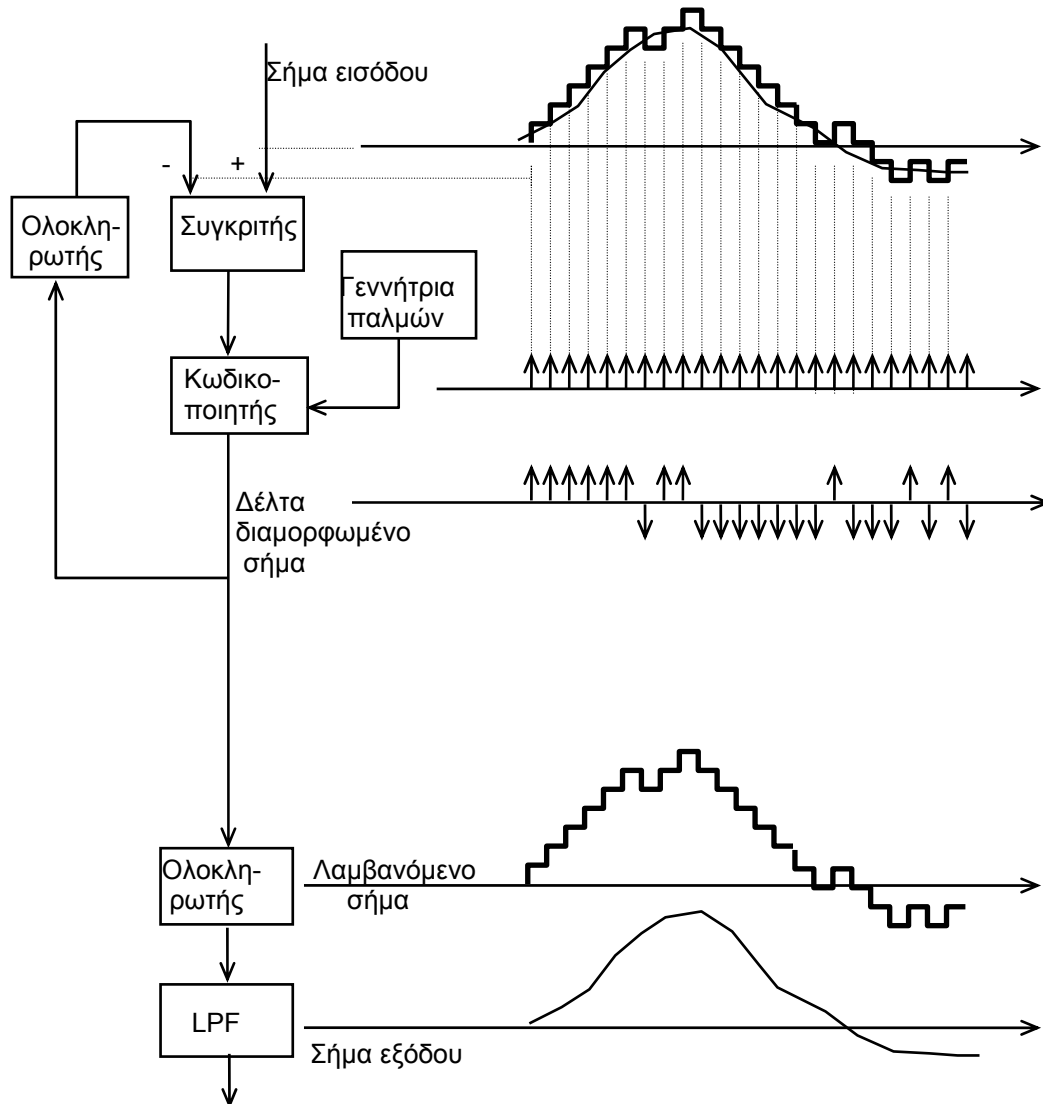 Σήμα εισόδου
- +
Ολοκλη-
ρωτής
Συγκριτής
Γεννήτρια
παλμών
Κωδικο-
ποιητής
Δέλτα
διαμορφωμένο
σήμα
Ολοκλη-
ρωτής
Λαμβανόμενο
σήμα
LPF
Σήμα εξόδου